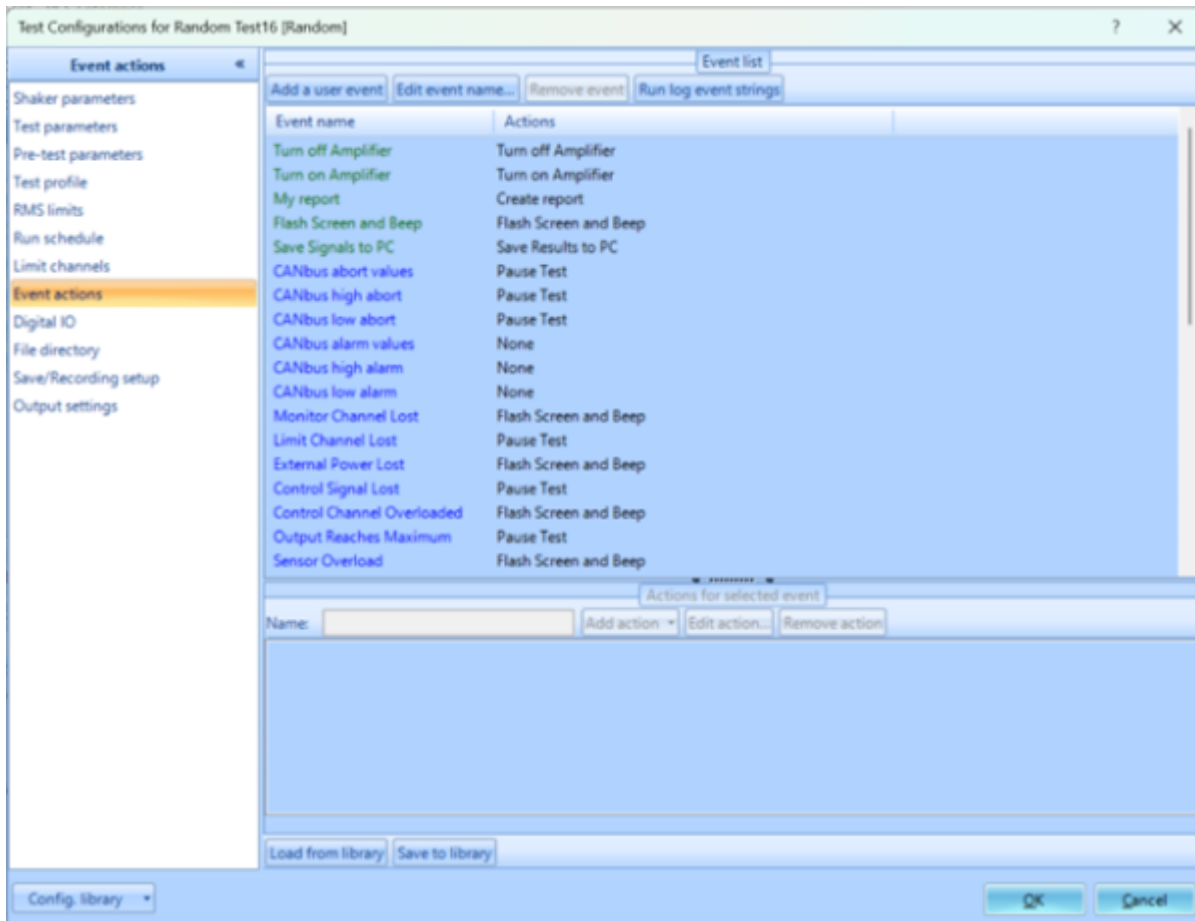 Test Configurations for Random Test16 [Random]
?
Event actions
«
Shaker parameters
Test parameters
Pre-test parameters
Test profile
RMS limits
Run schedule
Limit channels
Event actions
Digital IO
File directory
Save/Recording setup
Output settings
Event list
Add a user event Edit event name... Remove event Run log event strings
Event name Actions
Turn off Amplifier Turn off Amplifier
Turn on Amplifier Turn on Amplifier
My report Create report
Flash Screen and Beep Flash Screen and Beep
Save Signals to PC Save Results to PC
CANbus abort values Pause Test
CANbus high abort Pause Test
CANbus low abort Pause Test
CANbus alarm values None
CANbus high alarm None
CANbus low alarm None
Monitor Channel Lost Flash Screen and Beep
Limit Channel Lost Pause Test
External Power Lost Flash Screen and Beep
Control Signal Lost Pause Test
Control Channel Overloaded Flash Screen and Beep
Output Reaches Maximum Pause Test
Sensor Overload Flash Screen and Beep
Actions for selected event
Name: Add action Edit action... Remove action
Load from library Save to library
Config. library OK Cancel